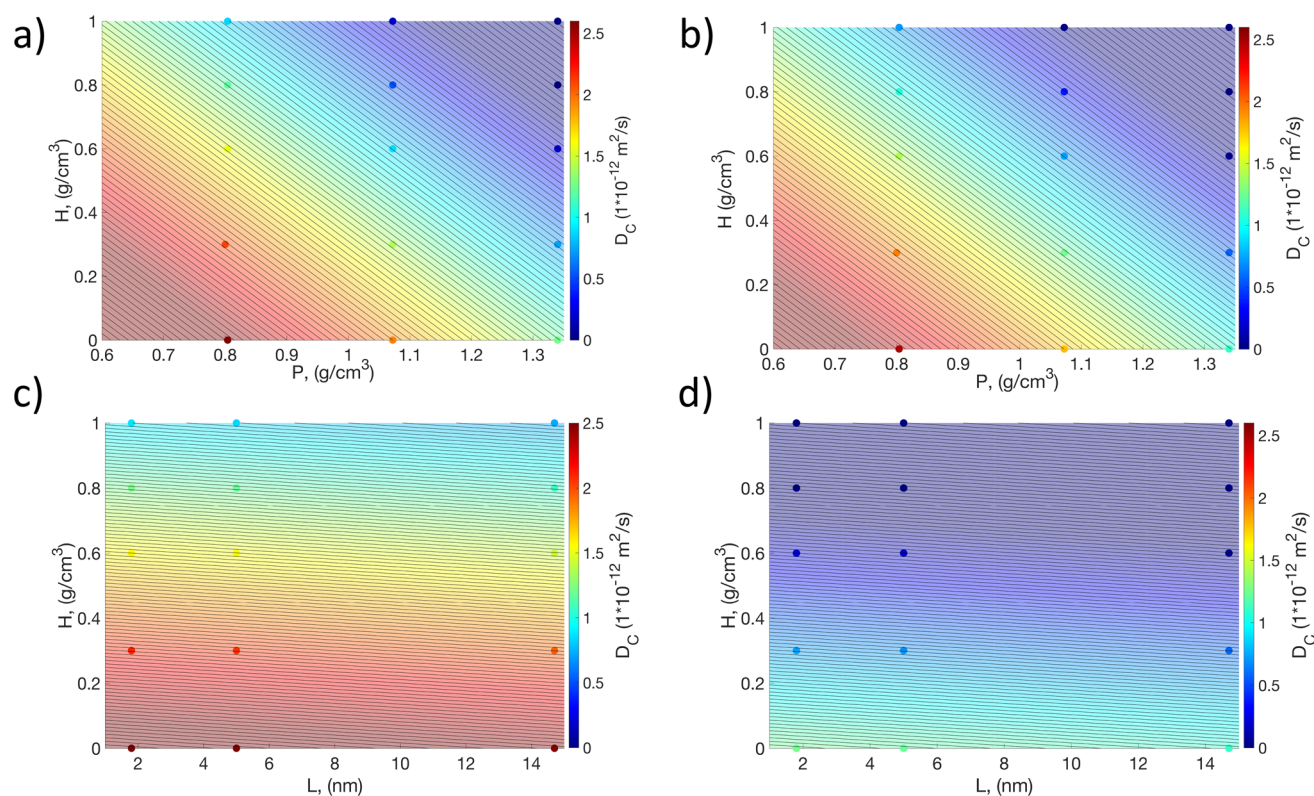 a)
1
0.8
0.6
0.4
0.2
0
H, (g/cm³)
0.6 0.7 0.8 0.9 1 1.1 1.2 1.3
P, (g/cm³)
2.5
2
1.5
1
0.5
0
D_C (1*10⁻¹² m²/s)
b)
1
0.8
0.6
0.4
0.2
0
H (g/cm³)
0.6 0.7 0.8 0.9 1 1.1 1.2 1.3
P, (g/cm³)
2.5
2
1.5
1
0.5
0
D_C (1*10⁻¹² m²/s)
c)
1
0.8
0.6
0.4
0.2
0
H, (g/cm³)
2 4 6 8 10 12 14
L, (nm)
2.5
2
1.5
1
0.5
0
D_C (1*10⁻¹² m²/s)
d)
1
0.8
0.6
0.4
0.2
0
H, (g/cm³)
2 4 6 8 10 12 14
L, (nm)
2.5
2
1.5
1
0.5
0
D_C (1*10⁻¹² m²/s)